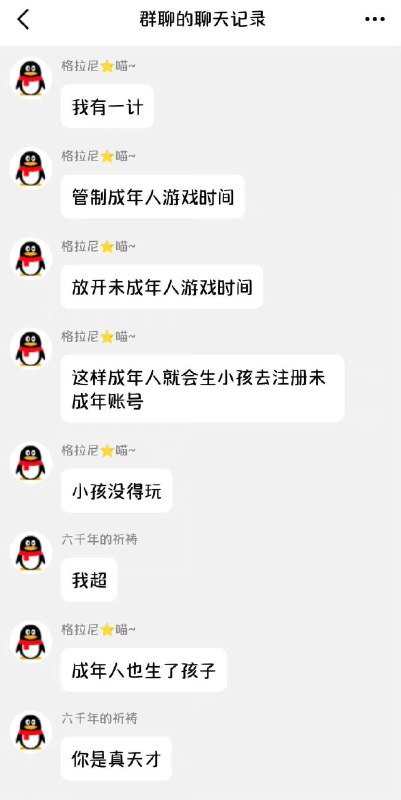 群聊的聊天记录
格拉尼⭐喵~
我有一计
格拉尼⭐喵~
管制成年人游戏时间
格拉尼⭐喵~
放开未成年人游戏时间
格拉尼⭐喵~
这样成年人就会生小孩去注册未
成年账号
格拉尼⭐喵~
小孩没得玩
六千年的祈祷
我超
格拉尼⭐喵~
成年人也生了孩子
六千年的祈祷
你是真天才